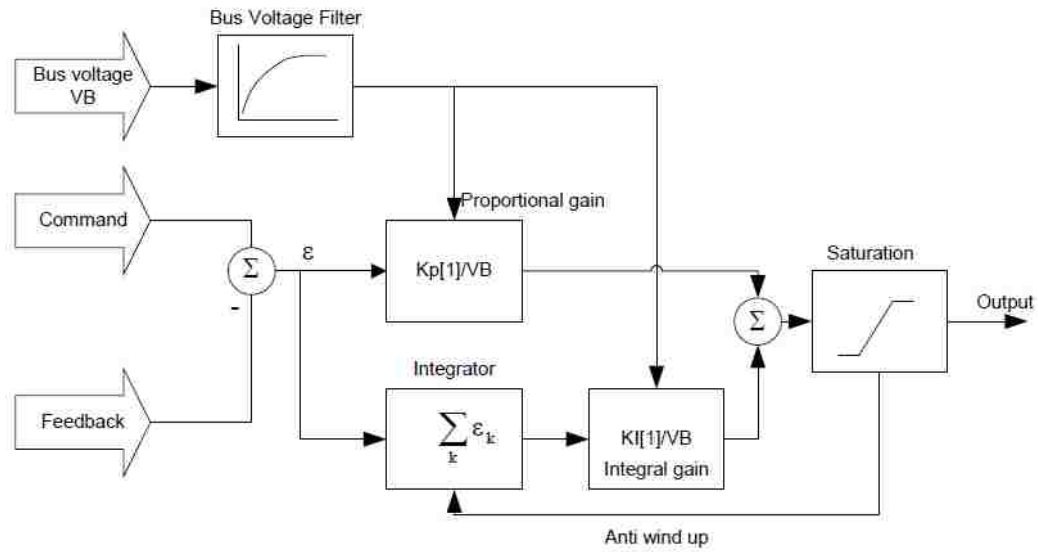 Bus Voltage Filter
Bus voltage
VB
Proportional gain
Command
ε
Σ
-
Kp[1]/VB
Saturation
Σ
Output
Integrator
Feedback
∑ εk
k
KI[1]/VB
Integral gain
Anti wind up